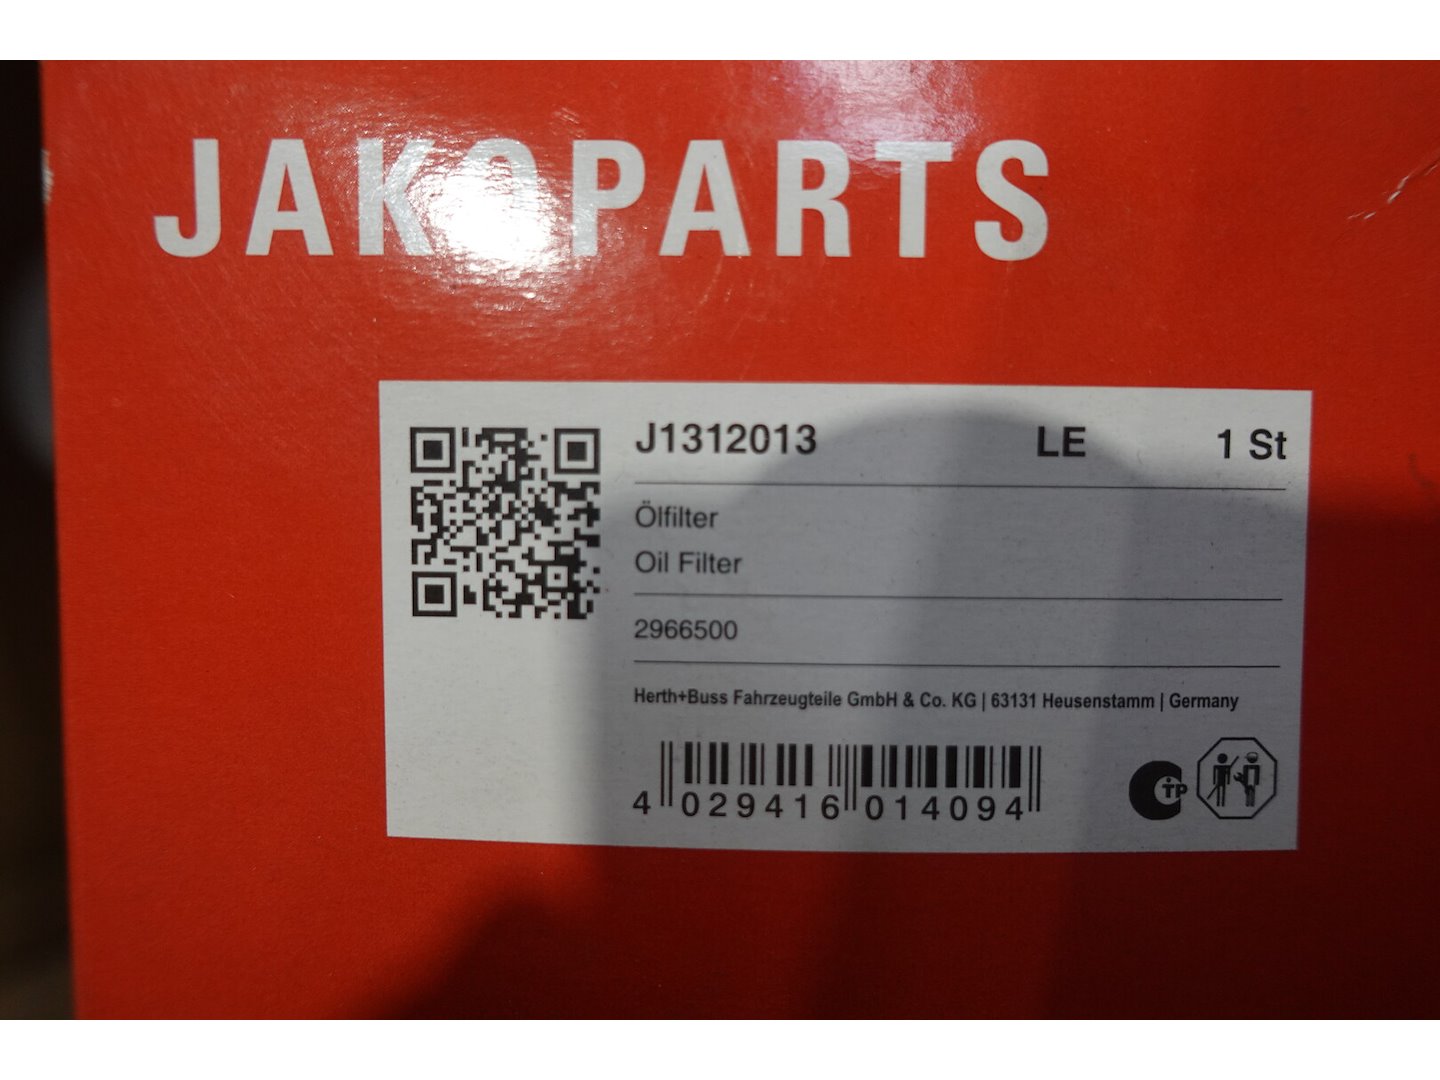 JAKOPARTS
J1312013 LE 1 St
Ölfilter
Oil Filter
2966500
Herth+Buss Fahrzeugteile GmbH & Co. KG | 63131 Heusenstamm | Germany
4 029416 014094
TP